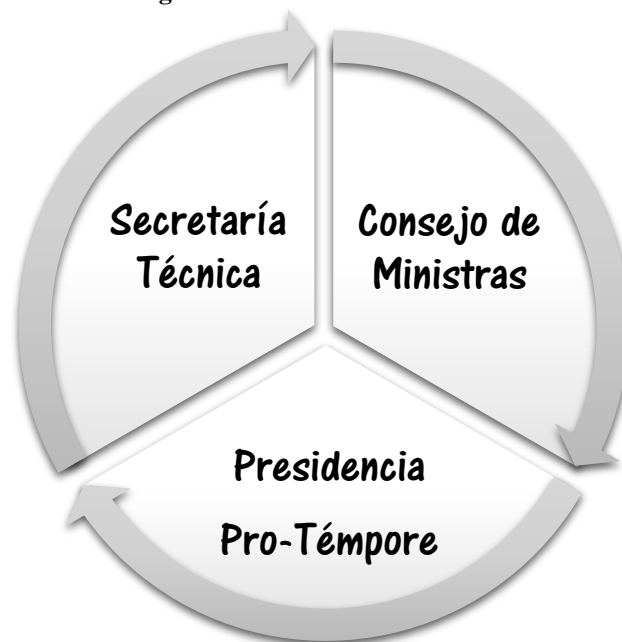 Secretaría
Técnica
Consejo de
Ministras
Presidencia
Pro-Témpore